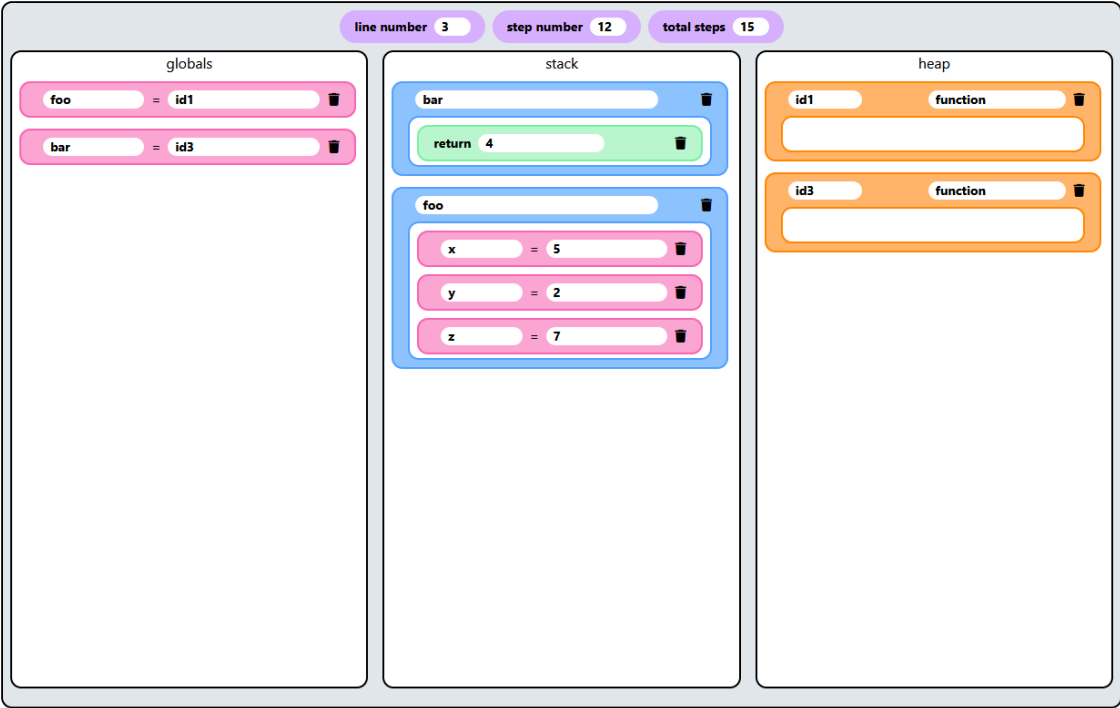 line number 3 step number 12 total steps 15
globals
foo = id1
bar = id3
stack
bar
return 4
foo
x = 5
y = 2
z = 7
heap
id1 function
id3 function